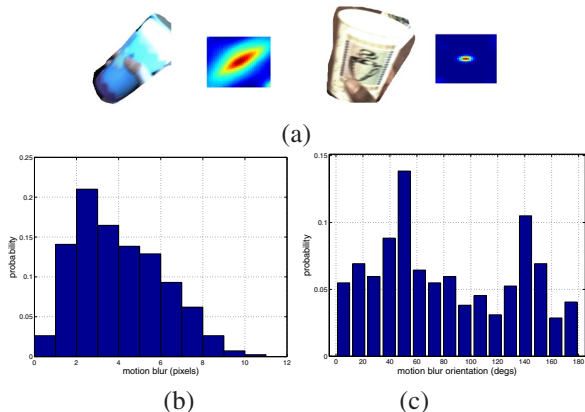 (a)
0.25
0.2
0.15
0.1
0.05
0
probability
0 2 4 6 8 10 12
motion blur (pixels)
(b)
0.15
0.1
0.05
0
probability
0 20 40 60 80 100 120 140 160 180
motion blur orientation (degs)
(c)